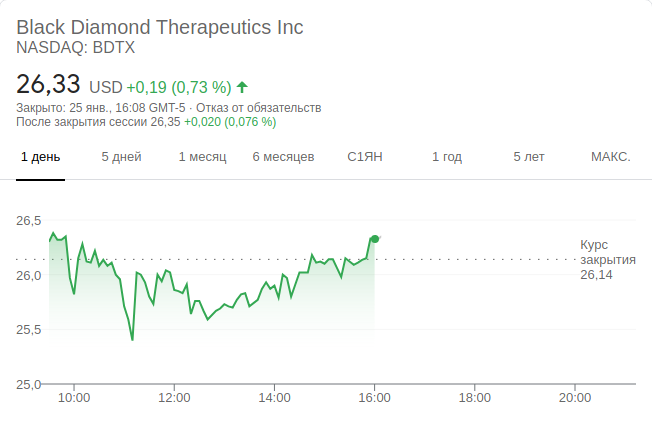 Black Diamond Therapeutics Inc
NASDAQ: BDTX
26,33 USD +0,19 (0,73 %)
Закрыто: 25 янв., 16:08 GMT-5 · Отказ от обязательств
После закрытия сессии 26,35 +0,020 (0,076 %)
1 день 5 дней 1 месяц 6 месяцев С1ЯН 1 год 5 лет МАКС.
26,5
Курс
закрытия
26,14
26,0
25,5
25,0
10:00 12:00 14:00 16:00 18:00 20:00